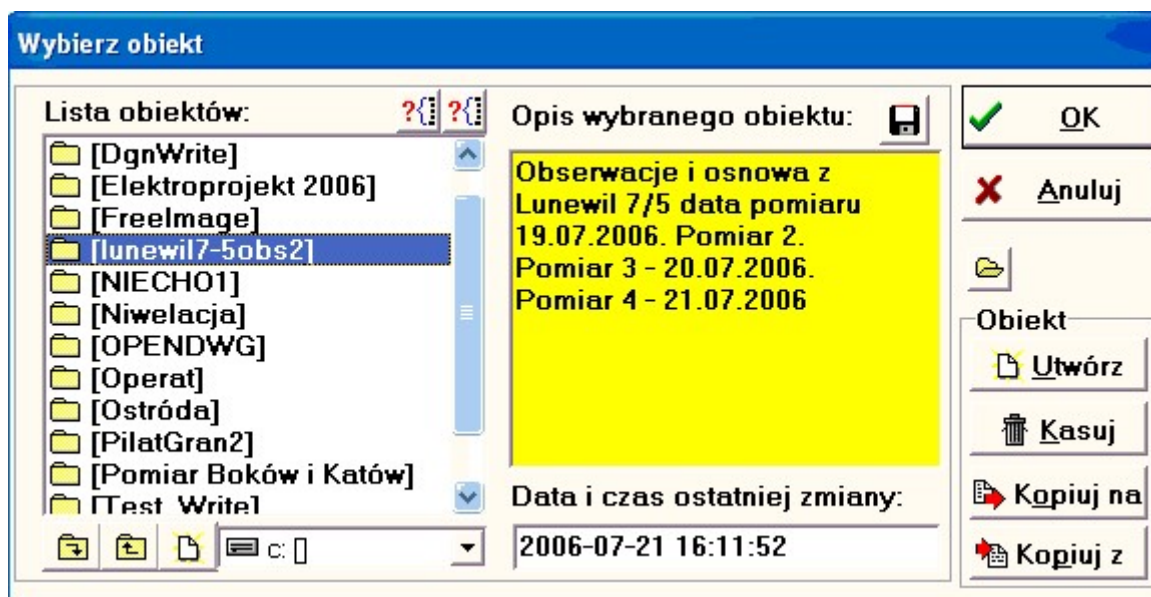 Wybierz obiekt
Lista obiektów:
[DgnWrite]
[Elektroprojekt 2006]
[FreeImage]
[lunewil7-5obs2]
[NIECHO1]
[Niwelacja]
[OPENDWG]
[Operat]
[Ostróda]
[PilatGran2]
[Pomiar Boków i Katów]
[Test_Write]
c: []
Opis wybranego obiektu:
Obserwacje i osnowa z
Lunewil 7/5 data pomiaru
19.07.2006. Pomiar 2.
Pomiar 3 - 20.07.2006.
Pomiar 4 - 21.07.2006
Data i czas ostatniej zmiany:
2006-07-21 16:11:52
OK
Anuluj
Obiekt
Utwórz
Kasuj
Kopiuj na
Kopiuj z